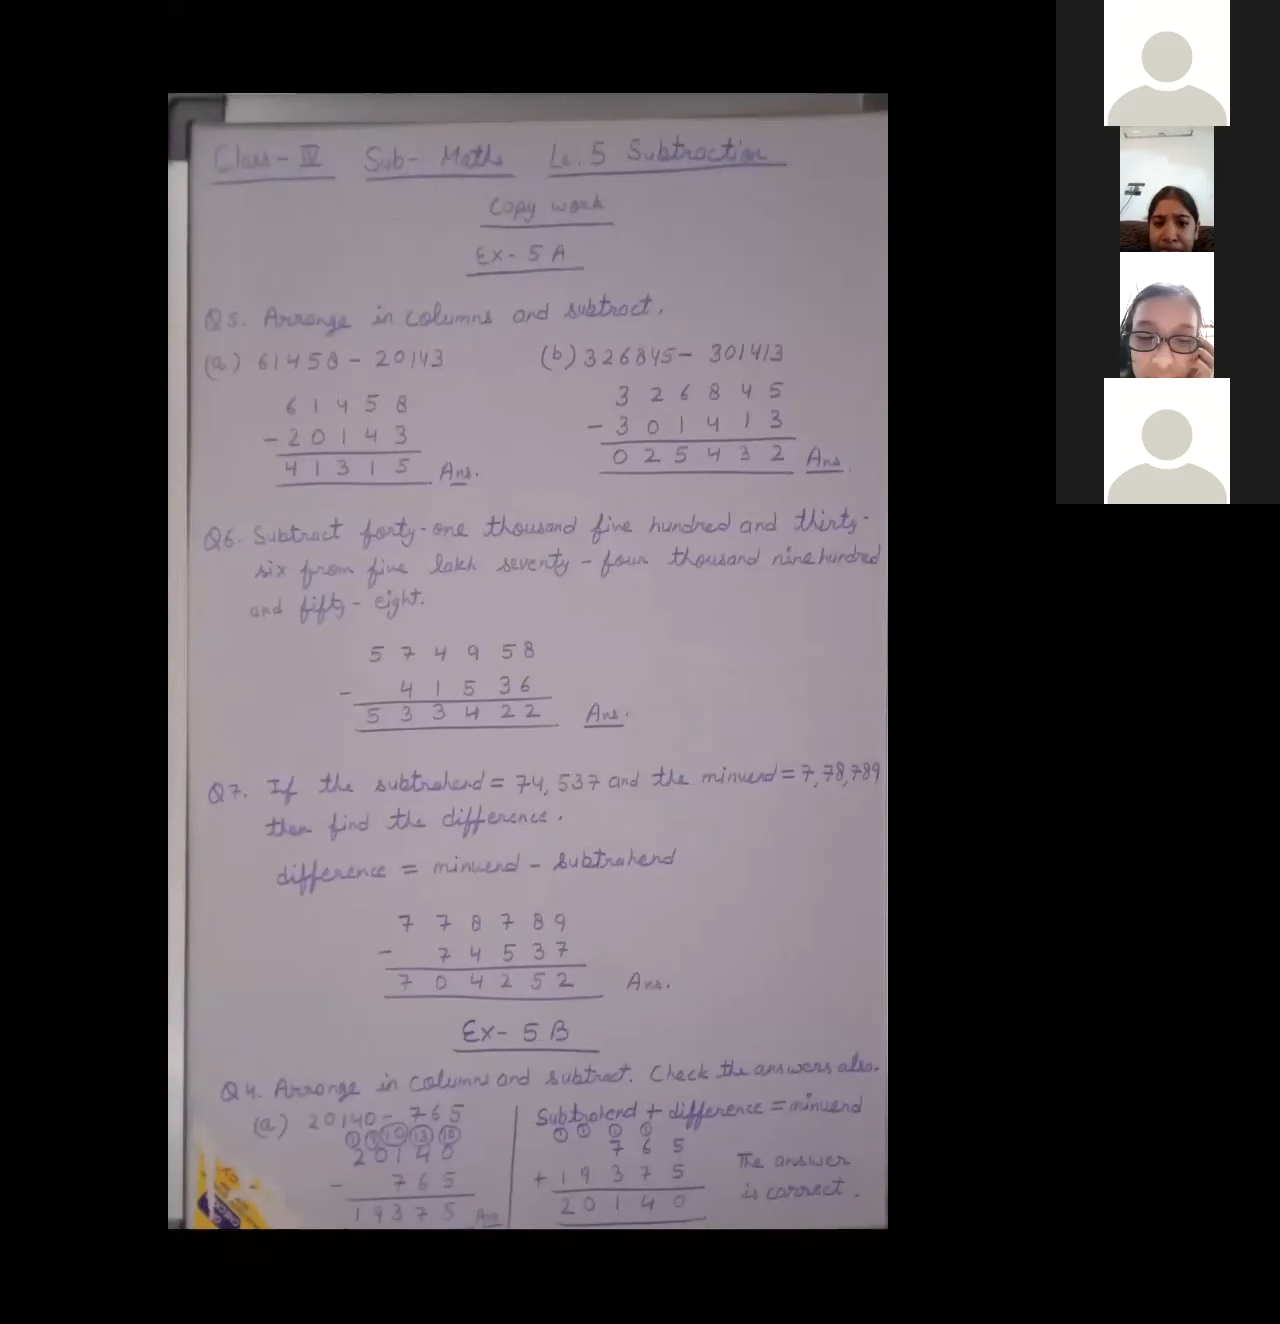 Class- IV Sub- Maths Le. 5 Subtraction
Copy work
Ex- 5 A
Q5. Arrange in columns and subtract.
(a) 61458 - 20143 (b) 326845 - 301413
6 1 4 5 8 3 2 6 8 4 5
- 2 0 1 4 3 - 3 0 1 4 1 3
4 1 3 1 5 Ans. 0 2 5 4 3 2 Ans.
Q6. Subtract forty-one thousand five hundred and thirty-
six from five lakh seventy - four thousand nine hundred
and fifty - eight.
5 7 4 9 5 8
- 4 1 5 3 6
5 3 3 4 2 2 Ans.
Q7. If the subtrahend = 74,537 and the minuend = 7,78,789
then find the difference.
difference = minuend - subtrahend
7 7 8 7 8 9
- 7 4 5 3 7
7 0 4 2 5 2 Ans.
Ex- 5 B
Q4. Arrange in columns and subtract. Check the answers also.
(a) 20140 - 765 Subtrahend + difference = minuend
10 13 10 1 1 1 1
2 0 1 4 0 7 6 5
- 7 6 5 + 1 9 3 7 5 The answer
1 9 3 7 5 Ans 2 0 1 4 0 is correct.